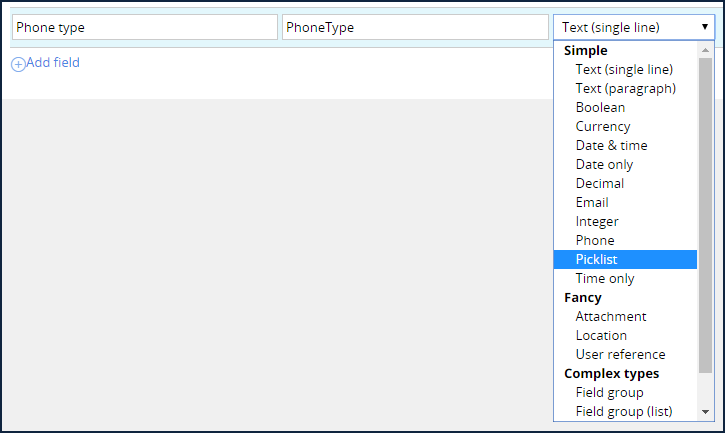 Phone type PhoneType Text (single line)
Add field
Simple
Text (single line)
Text (paragraph)
Boolean
Currency
Date & time
Date only
Decimal
Email
Integer
Phone
Picklist
Time only
Fancy
Attachment
Location
User reference
Complex types
Field group
Field group (list)